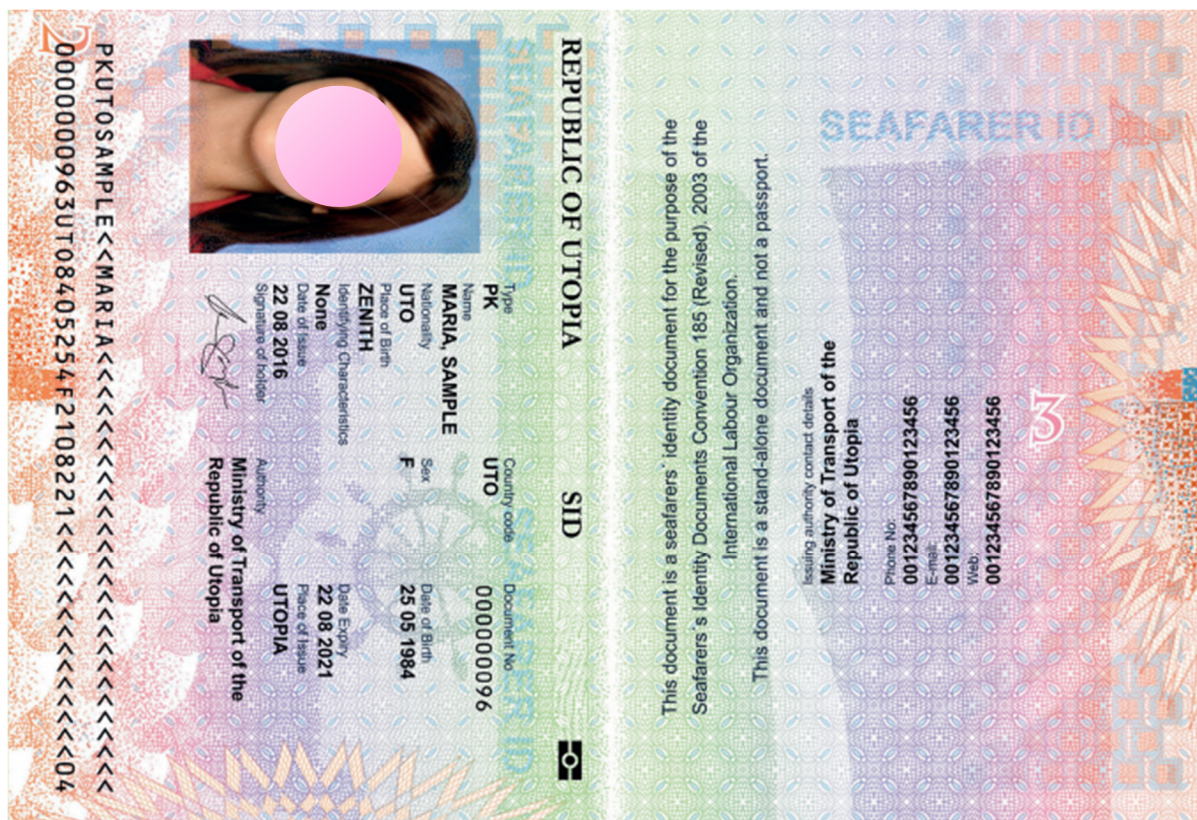 REPUBLIC OF UTOPIA SID
SEAFARER ID SEAFARER ID
Type Country code Document No
PK UTO 000000096
Name
MARIA, SAMPLE
Nationality Sex Date of Birth
UTO F 25 05 1984
Place of Birth
ZENITH
Identifying Characteristics Date Expiry
None 22 08 2021
Date of Issue Place of Issue
22 08 2016 UTOPIA
Signature of holder Authority
Ministry of Transport of the
Republic of Utopia
2
PKUTOSAMPLE<<MARIA<<<<<<<<<<<<<<<<<<<<<<<<<<
0000000963UTO8405254F2108221<<<<<<<<<<<<<<04
This document is a seafarers´ identity document for the purpose of the
Seafarers´s Identity Documents Convention 185 (Revised), 2003 of the
International Labour Organization.
This document is a stand-alone document and not a passport.
SEAFARER ID
Issuing authority contact details
Ministry of Transport of the
Republic of Utopia
Phone No:
001234567890123456
E-mail:
001234567890123456
Web:
001234567890123456
3